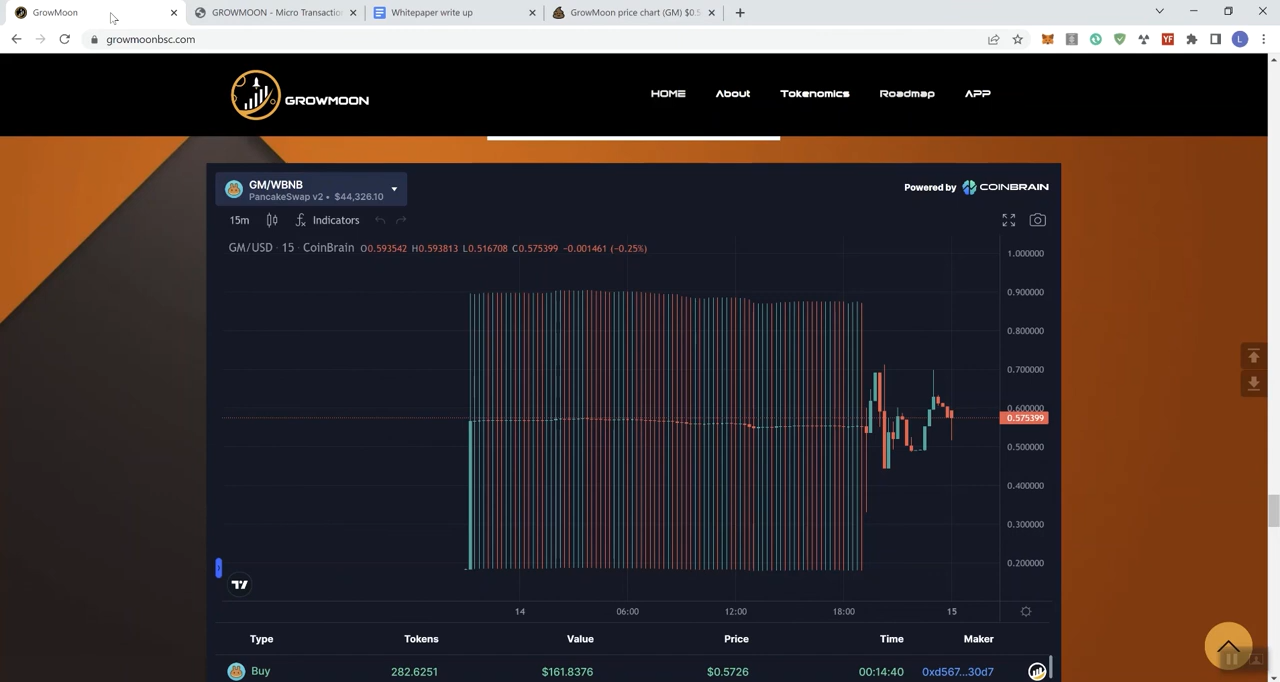 GrowMoon
GROWMOON - Micro Transactio
Whitepaper write up
GrowMoon price chart (GM) $0.5
growmoonbsc.com
YF
L
GROWMOON
HOME
About
Tokenomics
Roadmap
APP
GM/WBNB
PancakeSwap v2 • $44,326.10
Powered by COINBRAIN
15m
Indicators
GM/USD · 15 · CoinBrain O0.593542 H0.593813 L0.516708 C0.575399 -0.001461 (-0.25%)
1.000000
0.900000
0.800000
0.700000
0.600000
0.575399
0.500000
0.400000
0.300000
0.200000
14
06:00
12:00
18:00
15
Type
Tokens
Value
Price
Time
Maker
Buy
282.6251
$161.8376
$0.5726
00:14:40
0xd567...30d7